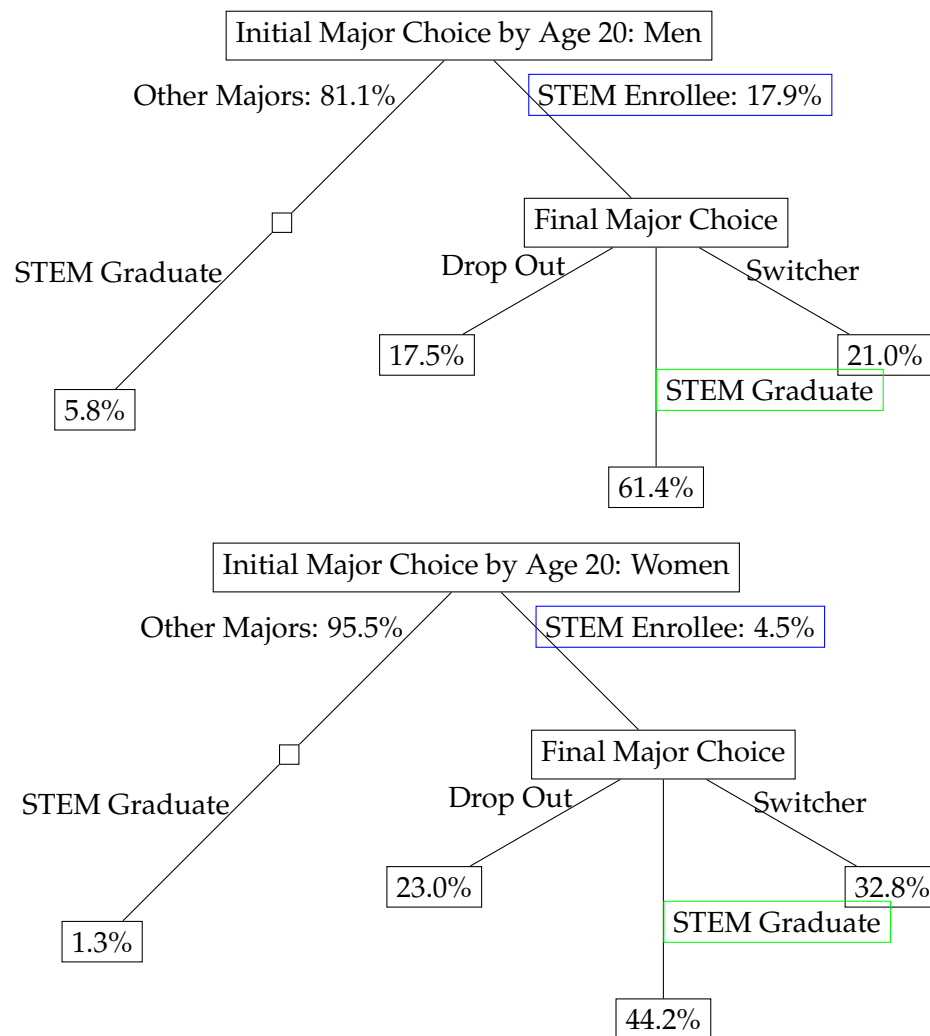 Initial Major Choice by Age 20: Men
Other Majors: 81.1%
STEM Enrollee: 17.9%
Final Major Choice
STEM Graduate
Drop Out
Switcher
17.5%
21.0%
5.8%
STEM Graduate
61.4%
Initial Major Choice by Age 20: Women
Other Majors: 95.5%
STEM Enrollee: 4.5%
Final Major Choice
STEM Graduate
Drop Out
Switcher
23.0%
32.8%
1.3%
STEM Graduate
44.2%